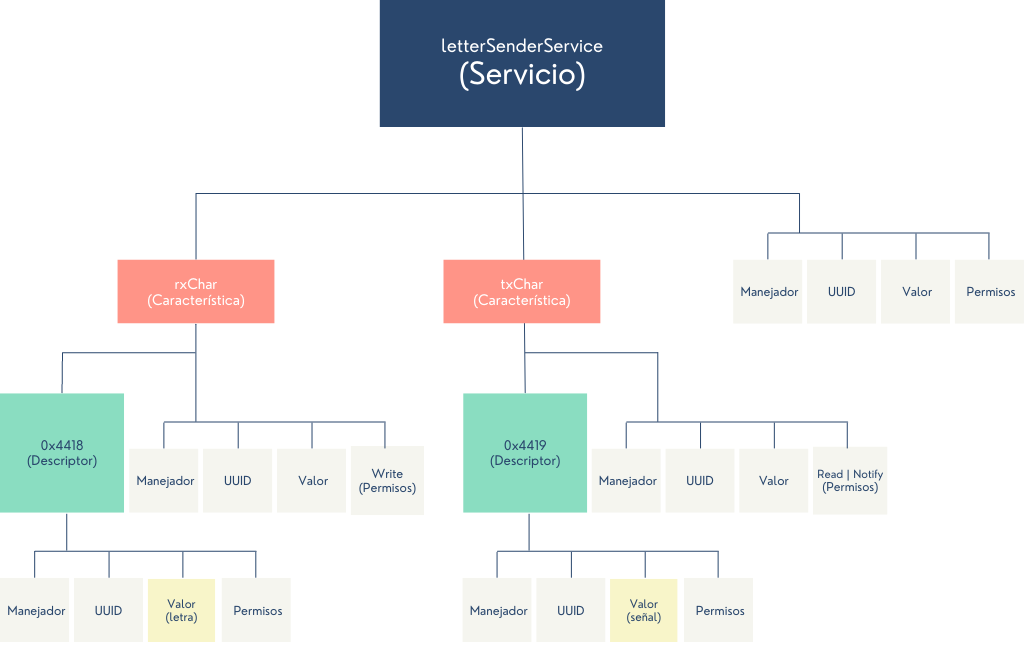 letterSenderService
(Servicio)
rxChar
(Característica)
txChar
(Característica)
Manejador
UUID
Valor
Permisos
0x4418
(Descriptor)
Manejador
UUID
Valor
Write
(Permisos)
0x4419
(Descriptor)
Manejador
UUID
Valor
Read | Notify
(Permisos)
Manejador
UUID
Valor
(letra)
Permisos
Manejador
UUID
Valor
(señal)
Permisos